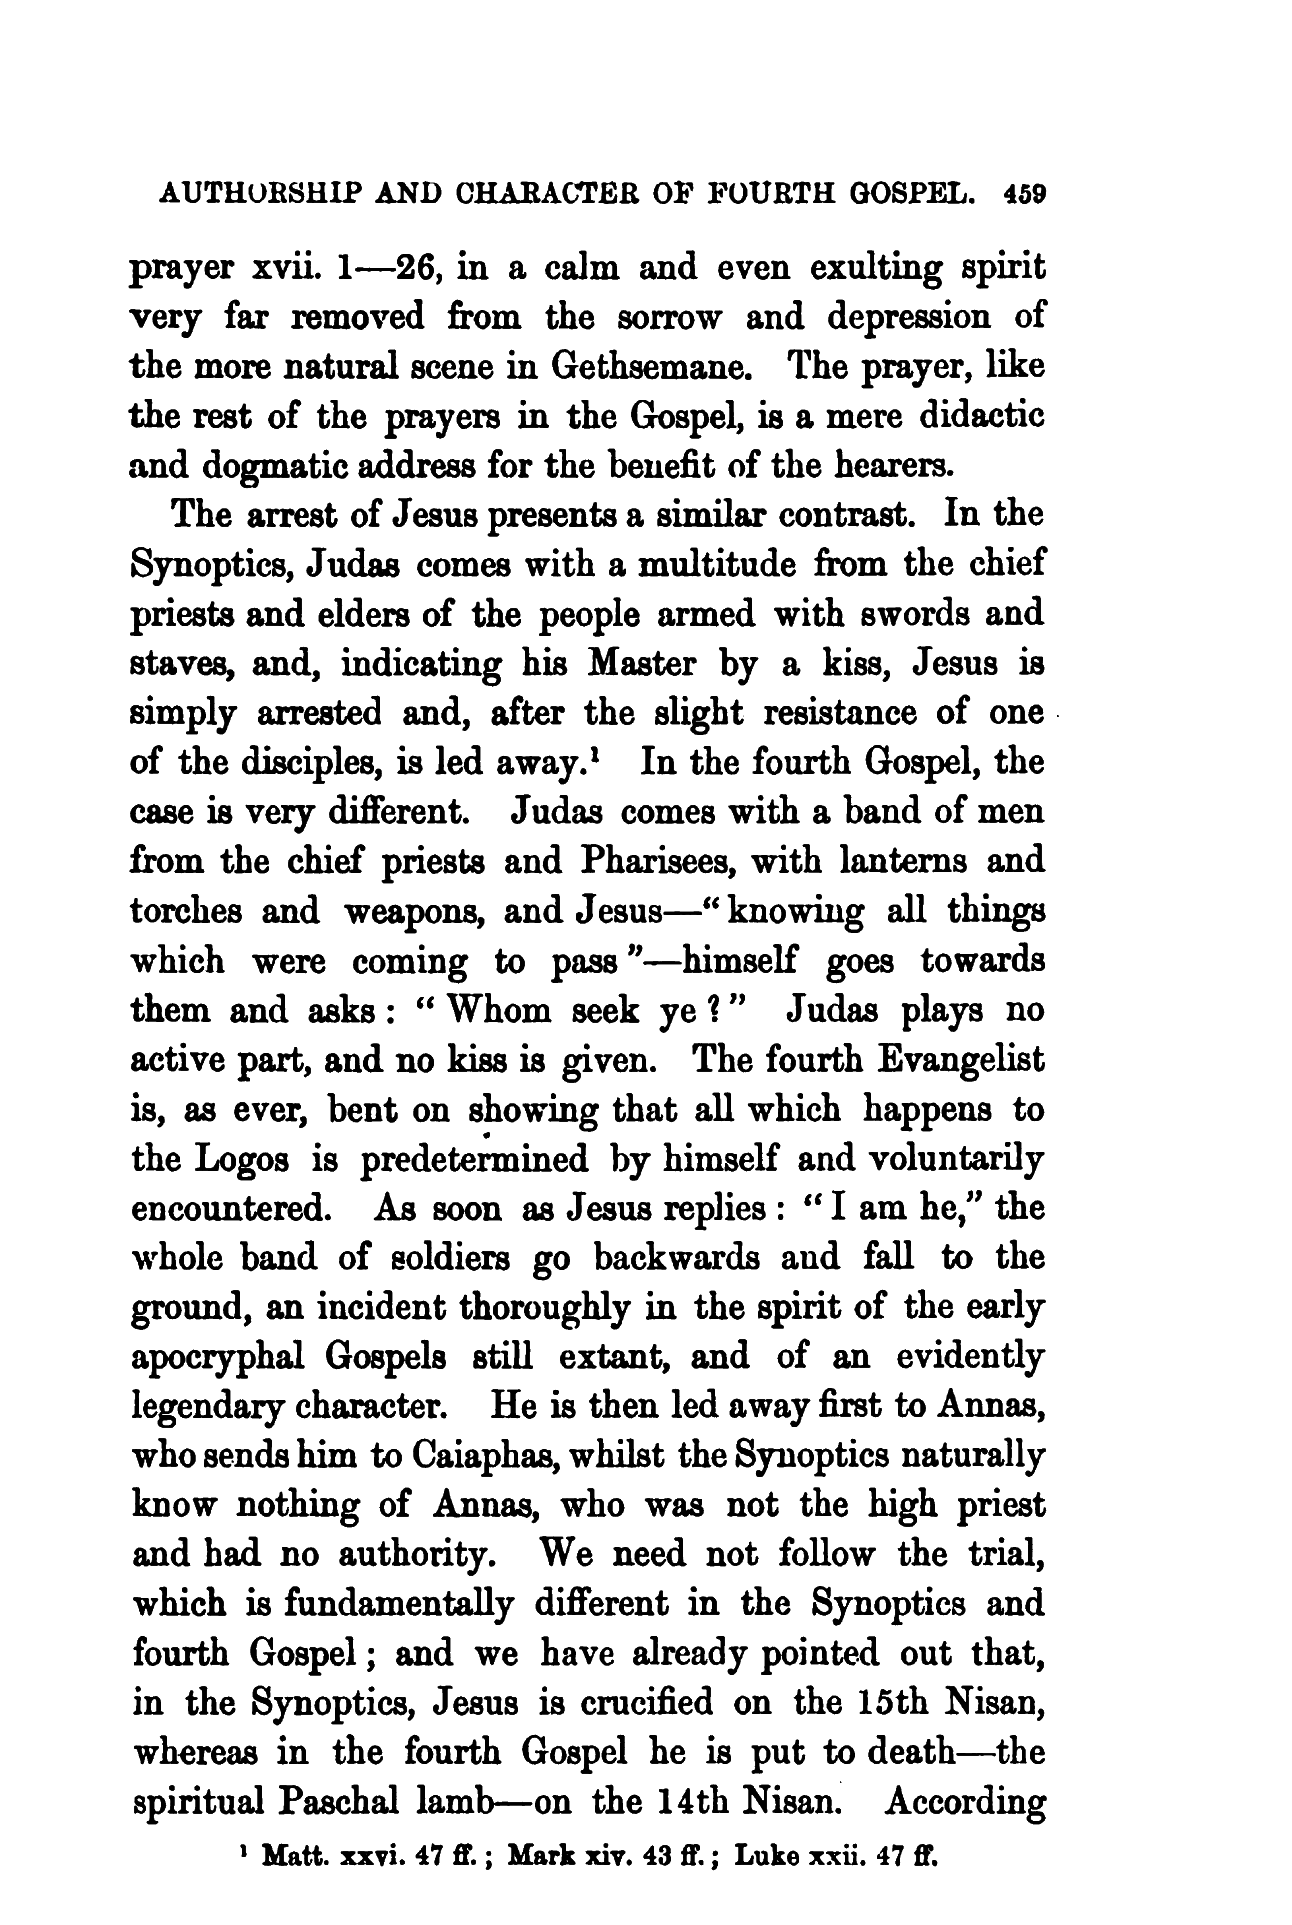 AUTHORSHIP AND CHARACTER OF FOURTH GOSPEL. 459
prayer xvii. 1—26, in a calm and even exulting spirit
very far removed from the sorrow and depression of
the more natural scene in Gethsemane. The prayer, like
the rest of the prayers in the Gospel, is a mere didactic
and dogmatic address for the benefit of the hearers.
The arrest of Jesus presents a similar contrast. In the
Synoptics, Judas comes with a multitude from the chief
priests and elders of the people armed with swords and
staves, and, indicating his Master by a kiss, Jesus is
simply arrested and, after the slight resistance of one
of the disciples, is led away.¹ In the fourth Gospel, the
case is very different. Judas comes with a band of men
from the chief priests and Pharisees, with lanterns and
torches and weapons, and Jesus—“knowing all things
which were coming to pass”—himself goes towards
them and asks: “Whom seek ye?” Judas plays no
active part, and no kiss is given. The fourth Evangelist
is, as ever, bent on showing that all which happens to
the Logos is predetermined by himself and voluntarily
encountered. As soon as Jesus replies: “I am he,” the
whole band of soldiers go backwards and fall to the
ground, an incident thoroughly in the spirit of the early
apocryphal Gospels still extant, and of an evidently
legendary character. He is then led away first to Annas,
who sends him to Caiaphas, whilst the Synoptics naturally
know nothing of Annas, who was not the high priest
and had no authority. We need not follow the trial,
which is fundamentally different in the Synoptics and
fourth Gospel; and we have already pointed out that,
in the Synoptics, Jesus is crucified on the 15th Nisan,
whereas in the fourth Gospel he is put to death—the
spiritual Paschal lamb—on the 14th Nisan. According
¹ Matt. xxvi. 47 ff.; Mark xiv. 43 ff.; Luke xxii. 47 ff.